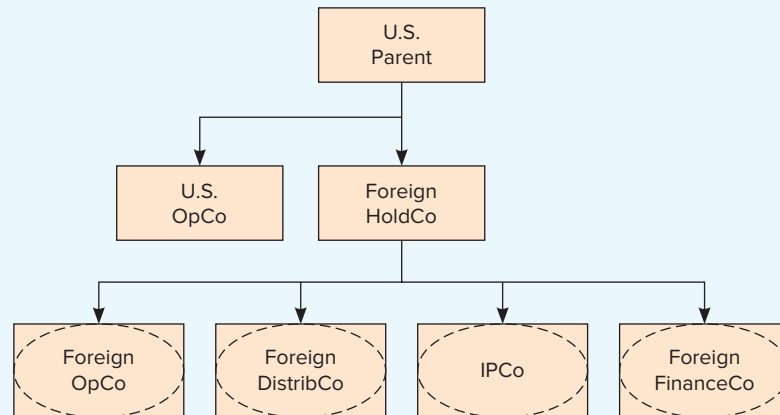 U.S.
Parent
U.S.
OpCo
Foreign
HoldCo
Foreign
OpCo
Foreign
DistribCo
IPCo
Foreign
FinanceCo